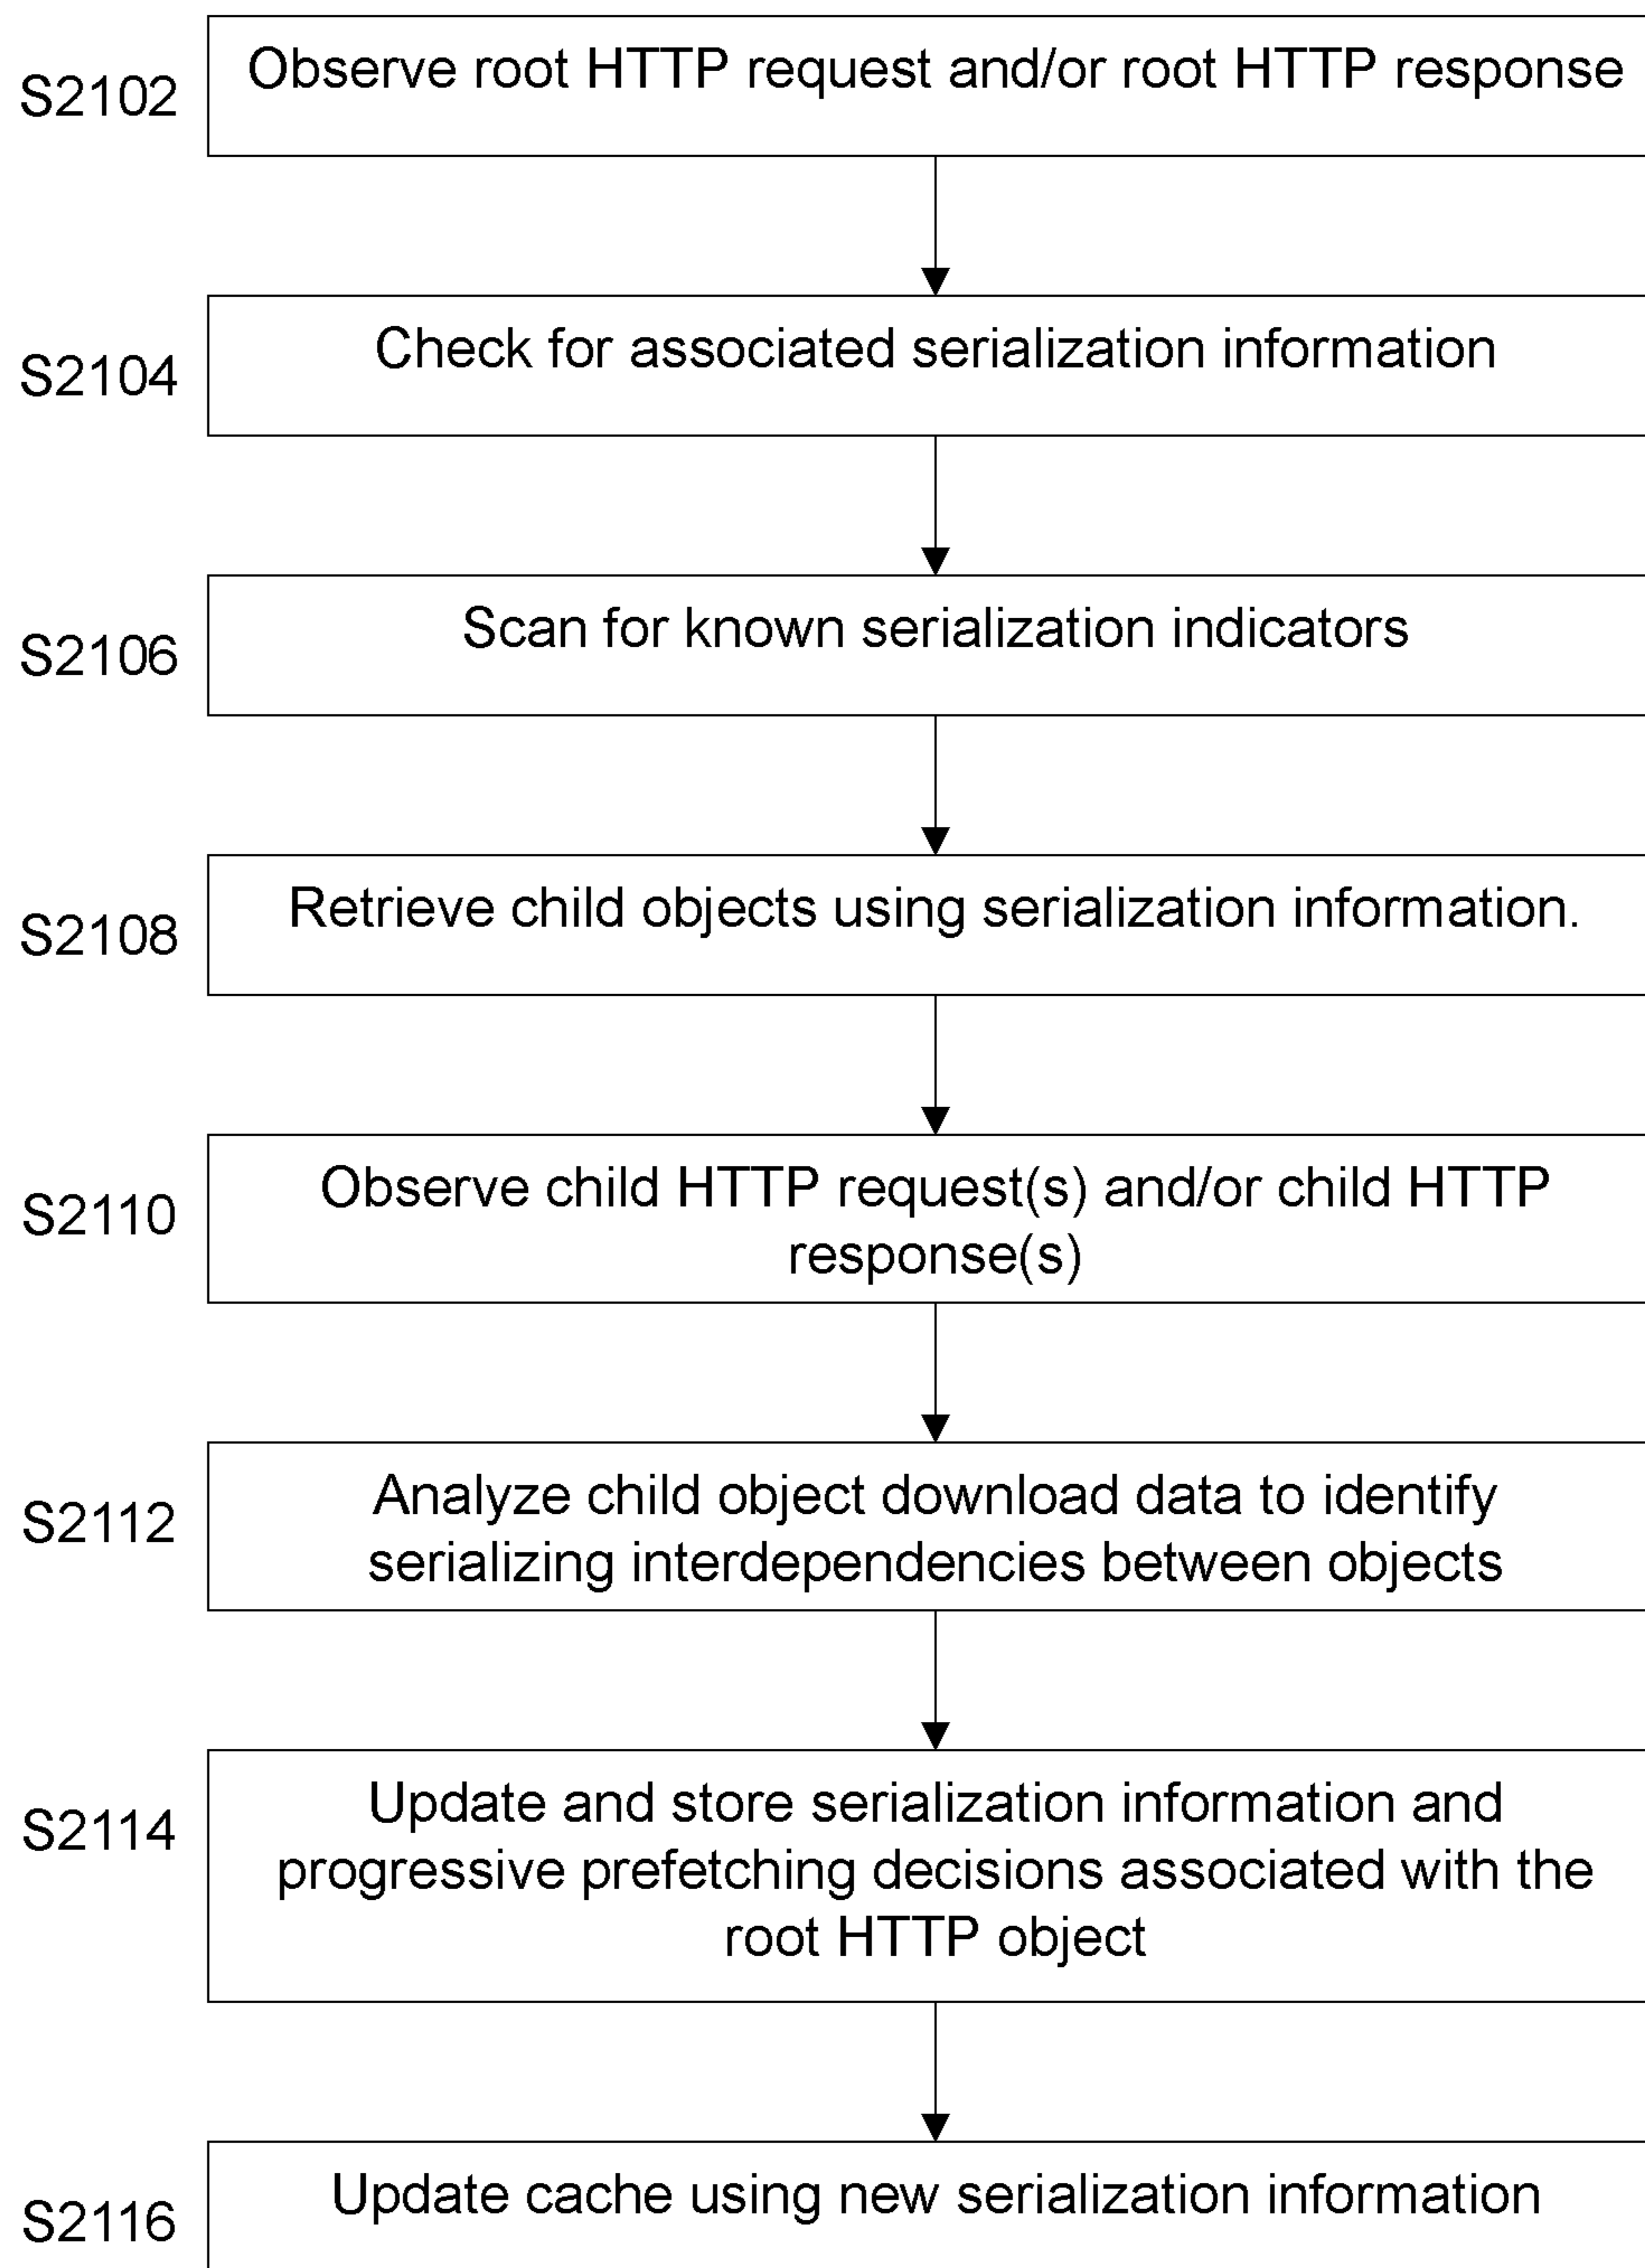 S2102
Observe root HTTP request and/or root HTTP response
S2104
Check for associated serialization information
S2106
Scan for known serialization indicators
S2108
Retrieve child objects using serialization information.
S2110
Observe child HTTP request(s) and/or child HTTP
response(s)
S2112
Analyze child object download data to identify
serializing interdependencies between objects
S2114
Update and store serialization information and
progressive prefetching decisions associated with the
root HTTP object
S2116
Update cache using new serialization information